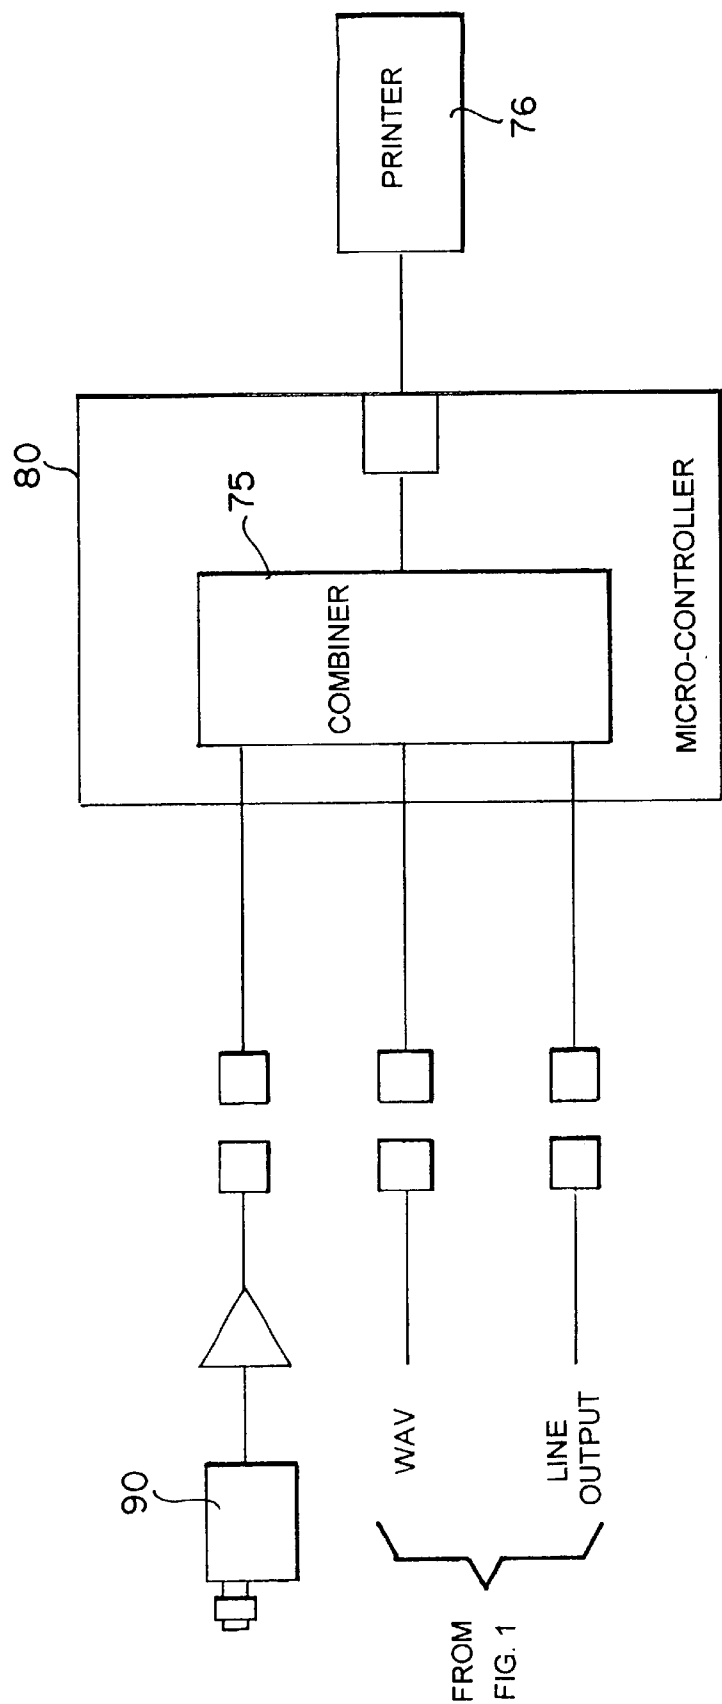 80
75
COMBINER
MICRO-CONTROLLER
PRINTER
76
90
WAV
LINE
OUTPUT
FROM
FIG. 1